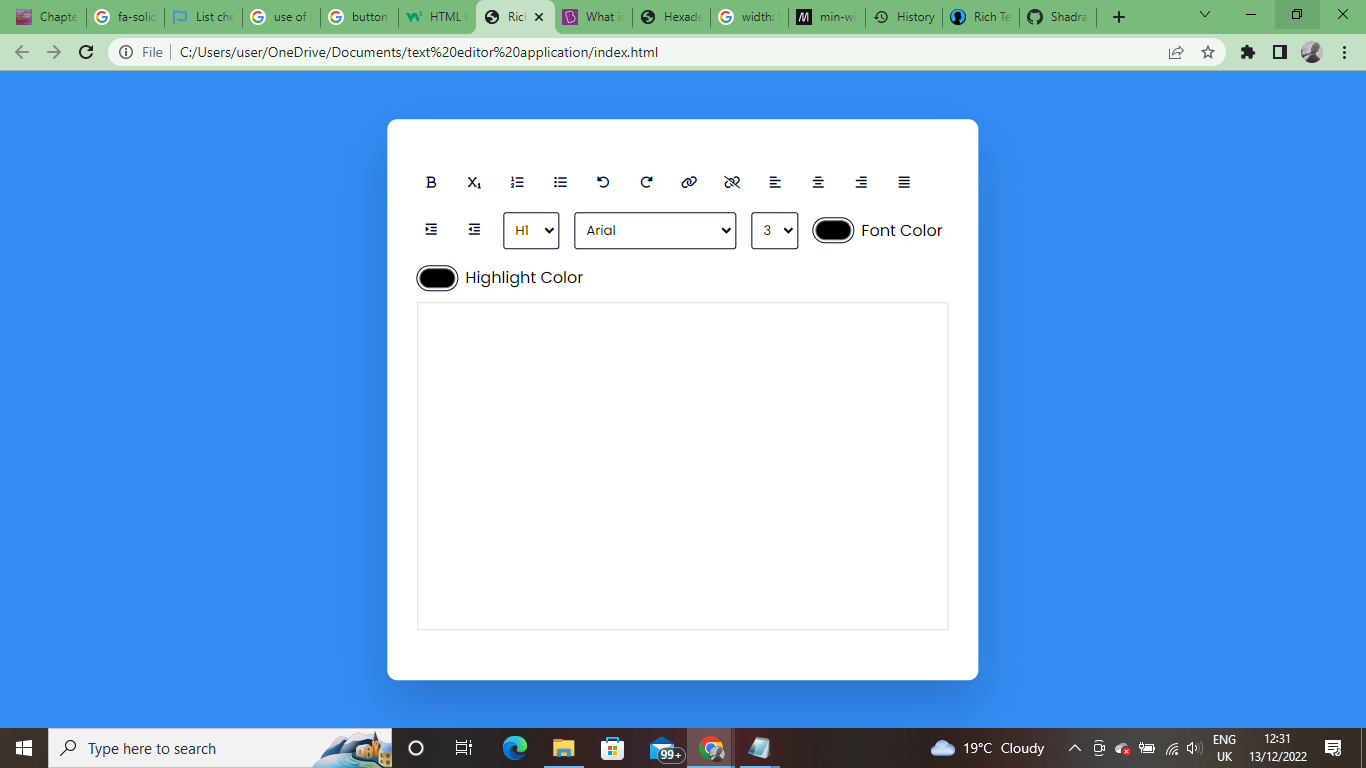 Chapte
fa-solic
List che
use of
button
HTML
Rich
What is
Hexade
width:
min-wi
History
Rich Te
Shadra
File
C:/Users/user/OneDrive/Documents/text%20editor%20application/index.html
B X₁
H1 Arial 3 Font Color
Highlight Color
Type here to search
99+
19°C Cloudy
ENG
UK
12:31
13/12/2022